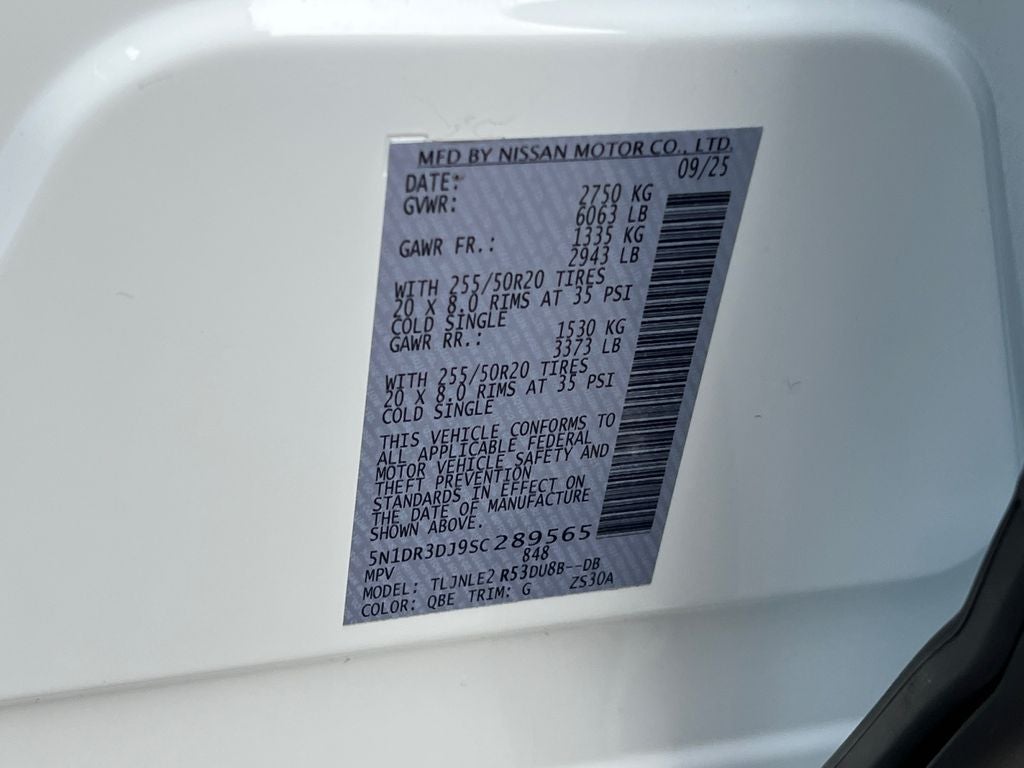 MFD BY NISSAN MOTOR CO., LTD.
DATE: 09/25
GVWR: 2750 KG
6063 LB
GAWR FR.: 1335 KG
2943 LB
WITH 255/50R20 TIRES
20 X 8.0 RIMS AT 35 PSI
COLD SINGLE
GAWR RR.: 1530 KG
3373 LB
WITH 255/50R20 TIRES
20 X 8.0 RIMS AT 35 PSI
COLD SINGLE
THIS VEHICLE CONFORMS TO
ALL APPLICABLE FEDERAL
MOTOR VEHICLE SAFETY AND
THEFT PREVENTION
STANDARDS IN EFFECT ON
THE DATE OF MANUFACTURE
SHOWN ABOVE.
5N1DR3DJ9SC289565
MPV 848
MODEL: TLJNLE2 R53DU8B--DB
COLOR: QBE TRIM: G ZS30A